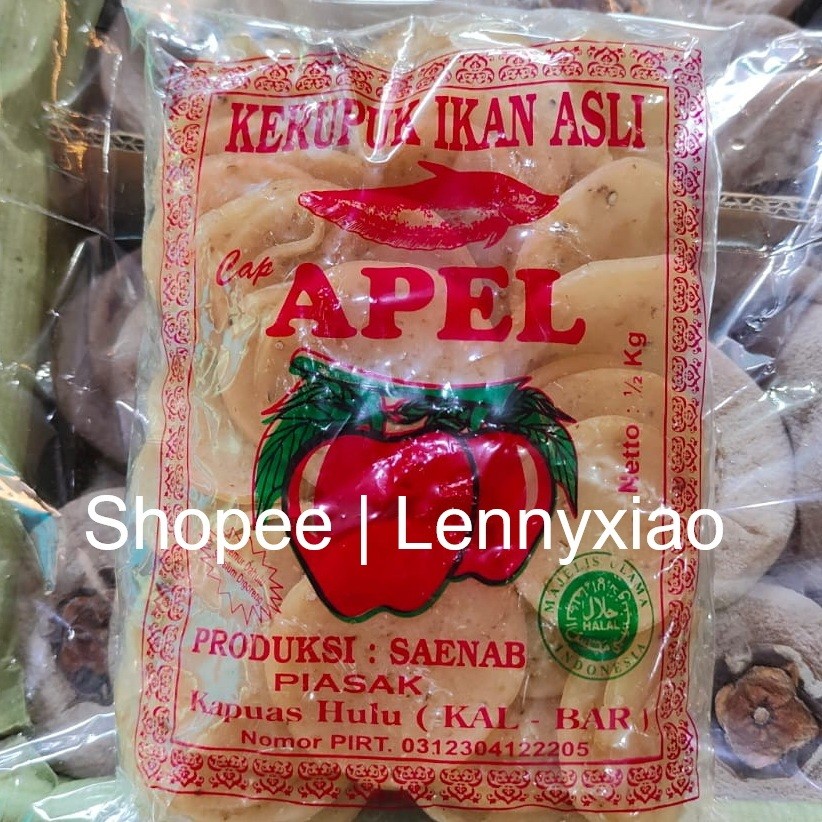 KERUPUK IKAN ASLI
Cap
APEL
Netto : ½ Kg
Shopee | Lennyxiao
MAJELIS ULAMA
حلال
HALAL
INDONESIA
PRODUKSI : SAENAB
PIASAK
Kapuas Hulu ( KAL - BAR )
Nomor PIRT. 0312304122205